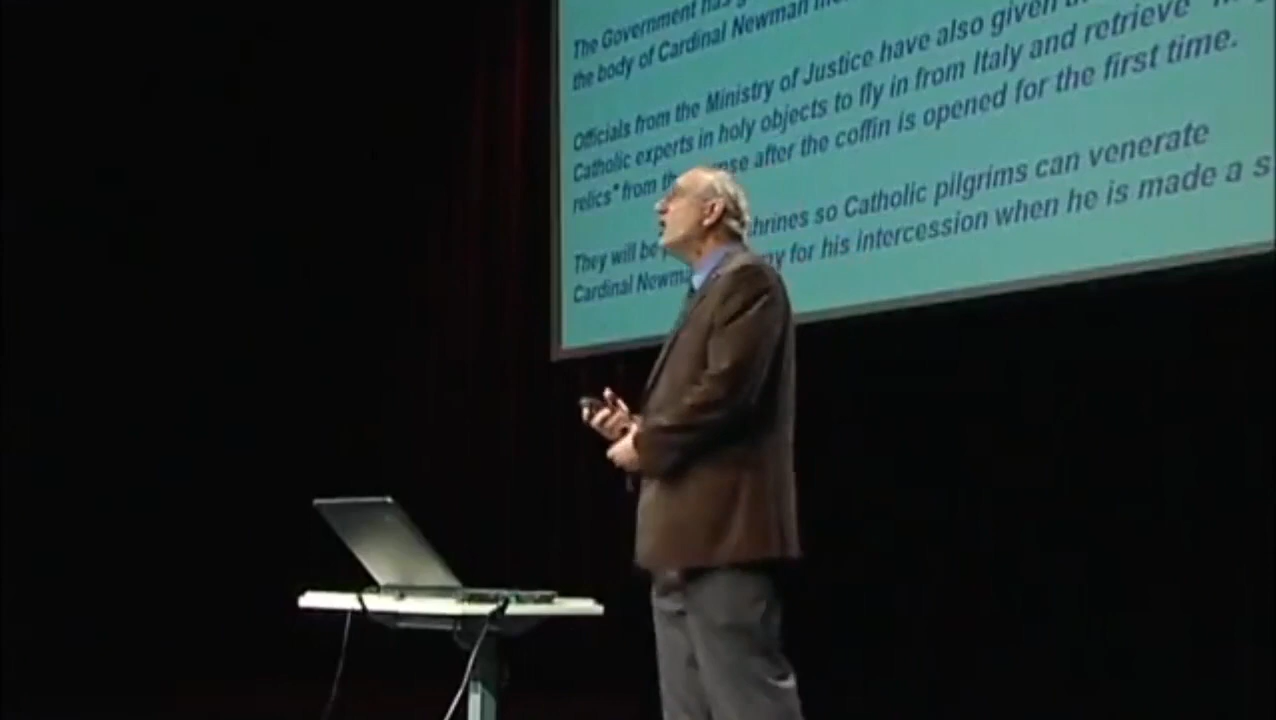 The Government has
the body of Cardinal Newman
Officials from the Ministry of Justice have also given
Catholic experts in holy objects to fly in from Italy and retrieve
relics" from after the coffin is opened for the first time.
They will be shrines so Catholic pilgrims can venerate
Cardinal for his intercession when he is made a